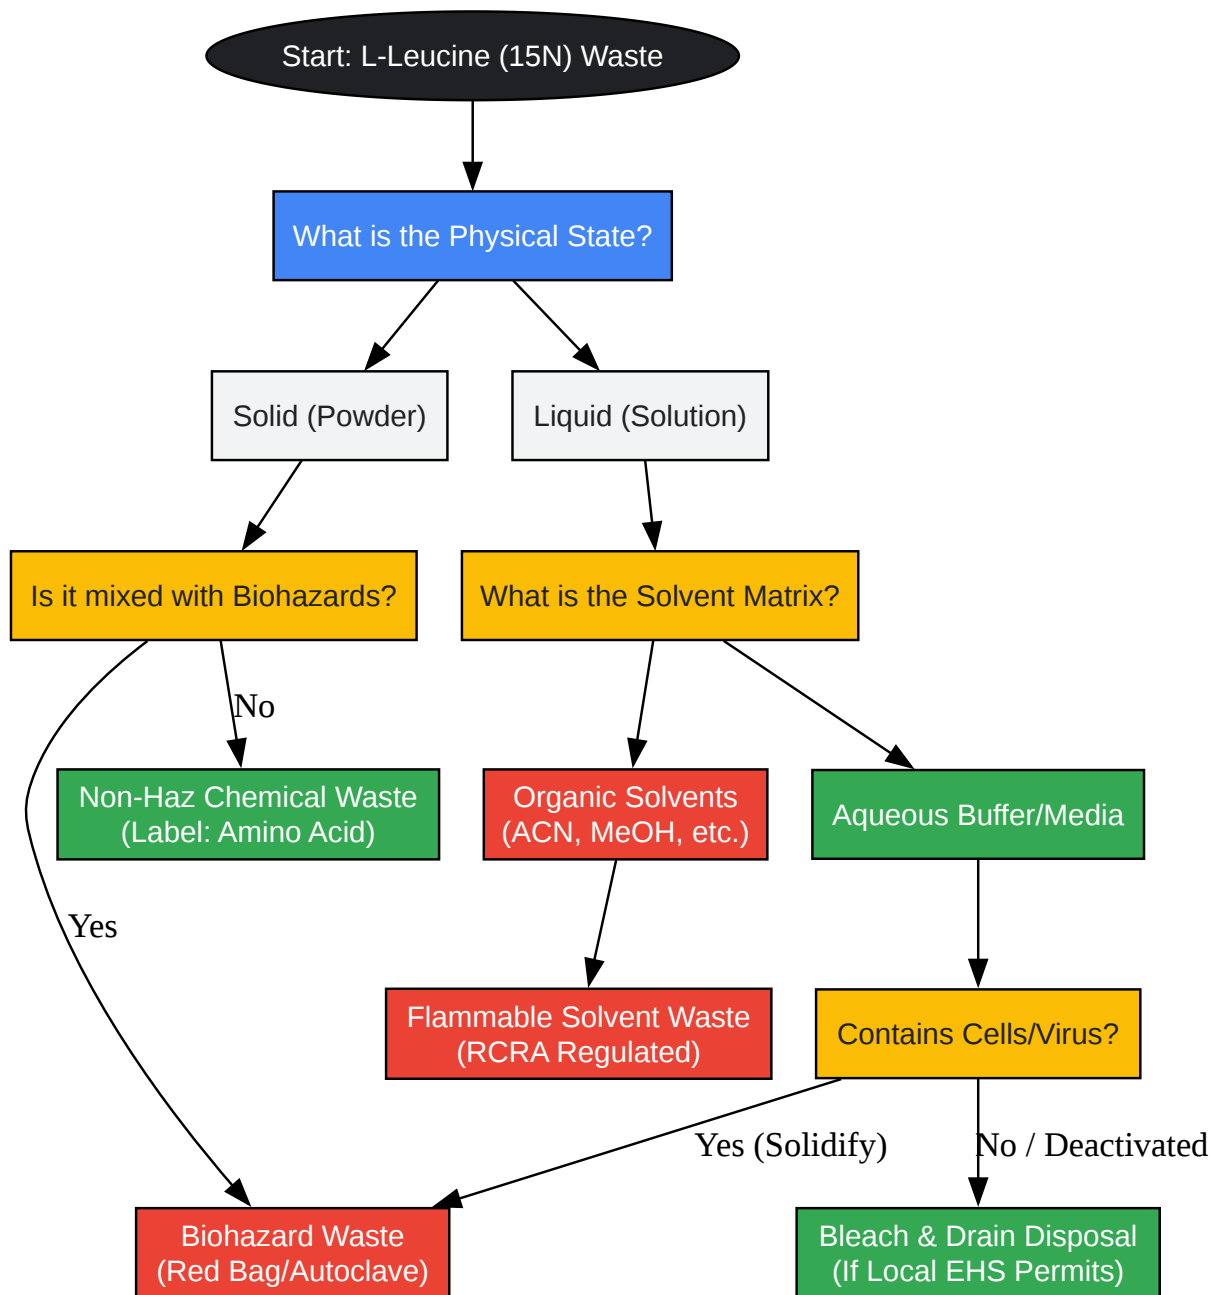 Start: L-Leucine (15N) Waste
What is the Physical State?
Solid (Powder)
Liquid (Solution)
Is it mixed with Biohazards?
What is the Solvent Matrix?
No
Non-Haz Chemical Waste
(Label: Amino Acid)
Organic Solvents
(ACN, MeOH, etc.)
Aqueous Buffer/Media
Yes
Flammable Solvent Waste
(RCRA Regulated)
Contains Cells/Virus?
Yes (Solidify)
No / Deactivated
Biohazard Waste
(Red Bag/Autoclave)
Bleach & Drain Disposal
(If Local EHS Permits)